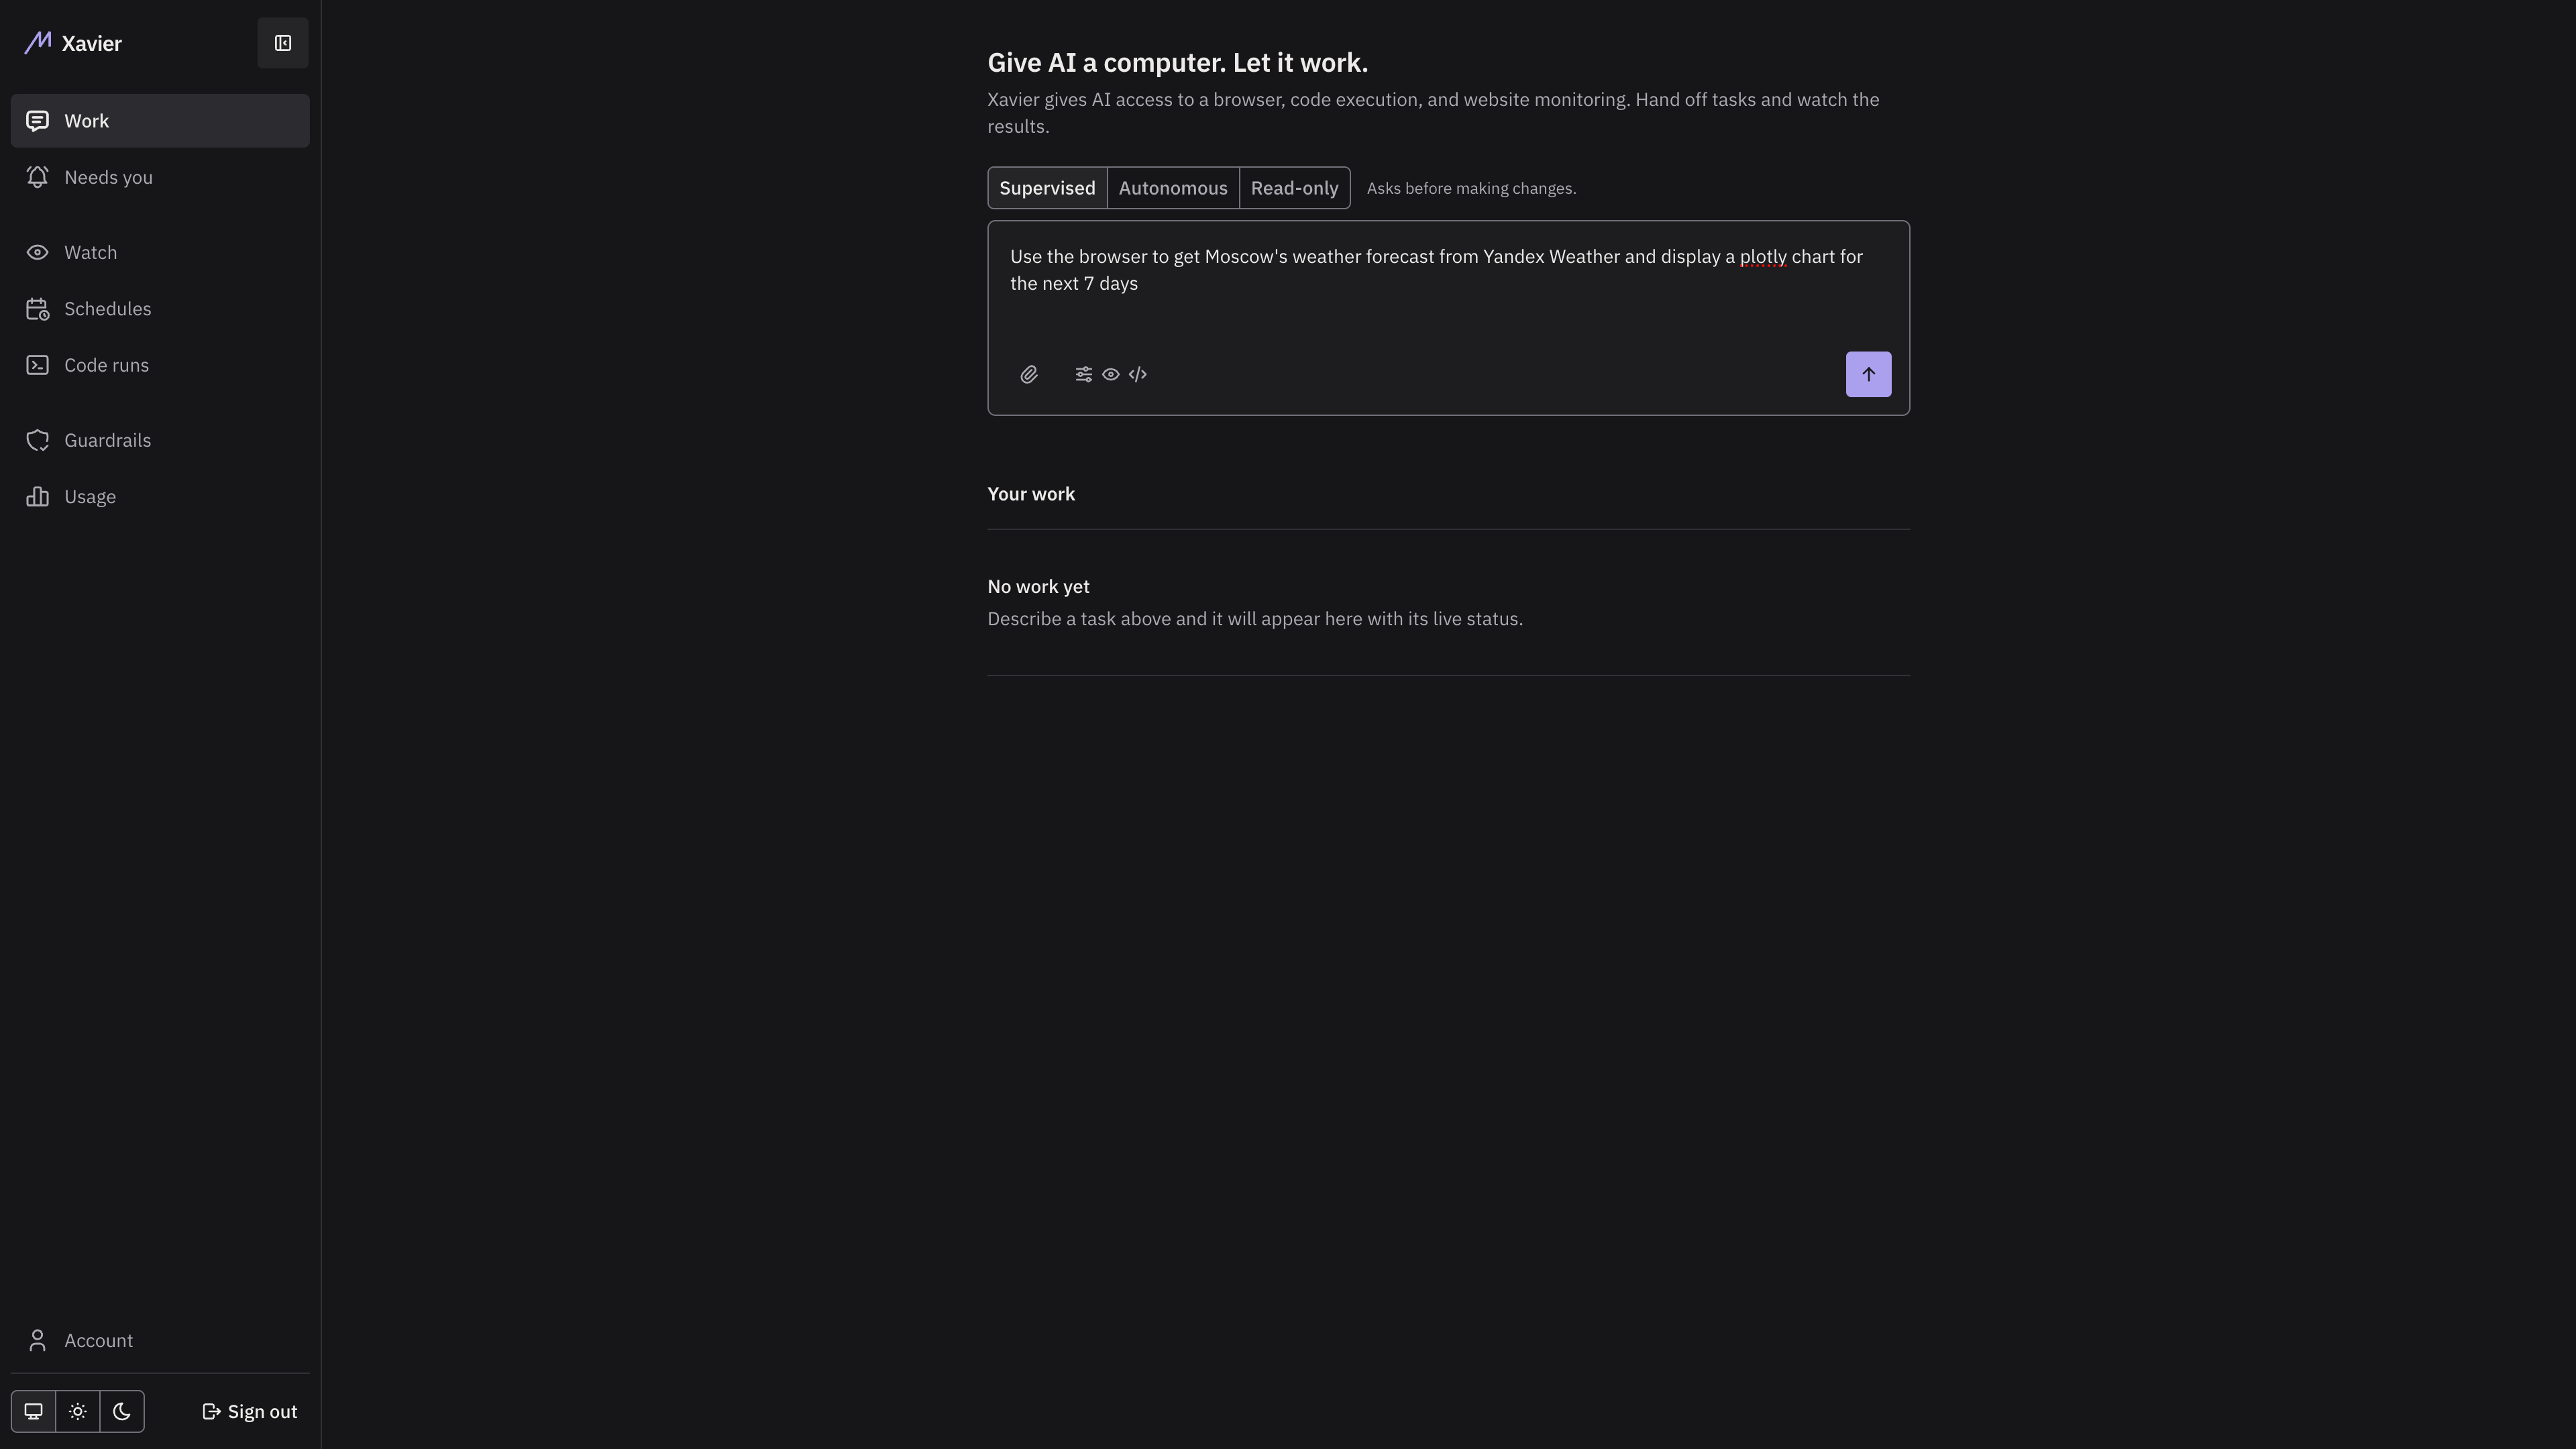 Xavier
Work
Needs you
Watch
Schedules
Code runs
Guardrails
Usage
Account
Sign out
Give AI a computer. Let it work.
Xavier gives AI access to a browser, code execution, and website monitoring. Hand off tasks and watch the
results.
Supervised
Autonomous
Read-only
Asks before making changes.
Use the browser to get Moscow's weather forecast from Yandex Weather and display a plotly chart for
the next 7 days
Your work
No work yet
Describe a task above and it will appear here with its live status.